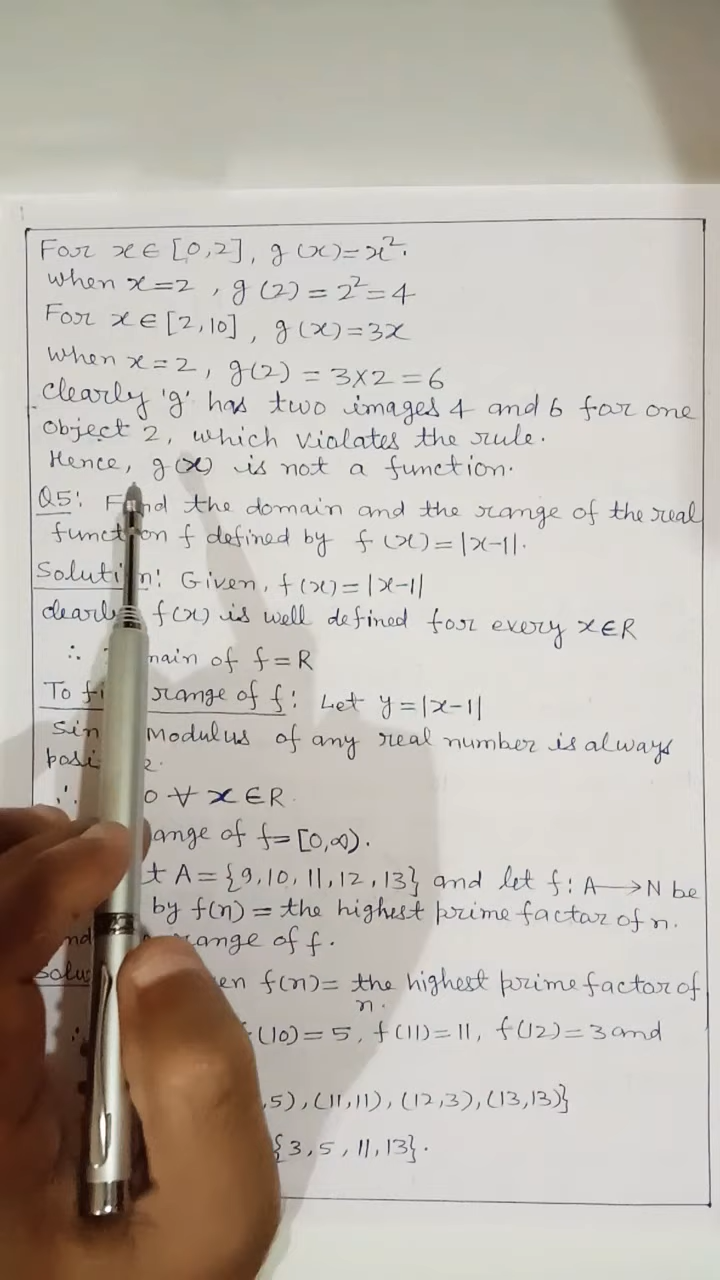 For x∈[0,2], g(x)=x².
when x=2, g(2)=2²=4
For x∈[2,10], g(x)=3x
When x=2, g(2)=3×2=6
Clearly 'g' has two images 4 and 6 for one
object 2, which violates the rule.
Hence, g(x) is not a function.
Q5: Find the domain and the range of the real
function f defined by f(x)=|x-1|.
Solution: Given, f(x)=|x-1|
clearly f(x) is well defined for every x∈R
∴ main of f=R
To range of f: Let y=|x-1|
Modulus of any real number is always

∴ 0 ∀ x∈R.
ange of f=[0,∞).
t A={9,10,11,12,13} and let f:A→N be
by f(n)=the highest prime factor of n.
range of f.
en f(n)=the highest prime factor of
n.
∴ (10)=5, f(11)=11, f(12)=3 and
,5),(11,11),(12,3),(13,13)}
{3,5,11,13}.